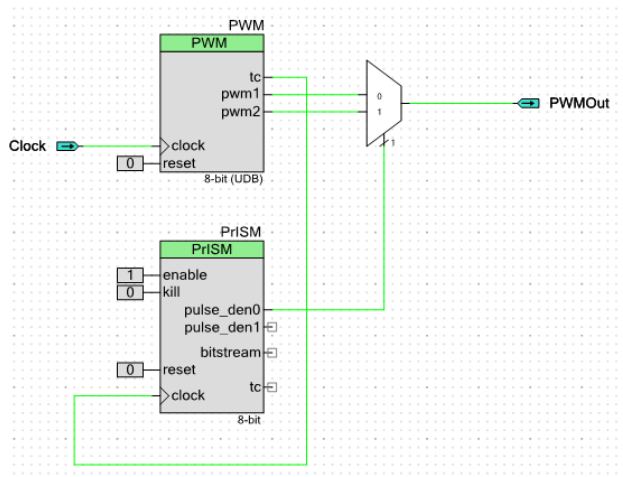 PWM
PWM
tc
pwm1
pwm2
0
1
PWMOut
1
Clock
clock
0 reset
8-bit (UDB)
PrISM
PrISM
1 enable
0 kill
pulse_den0
pulse_den1
bitstream
0 reset
tc
clock
8-bit